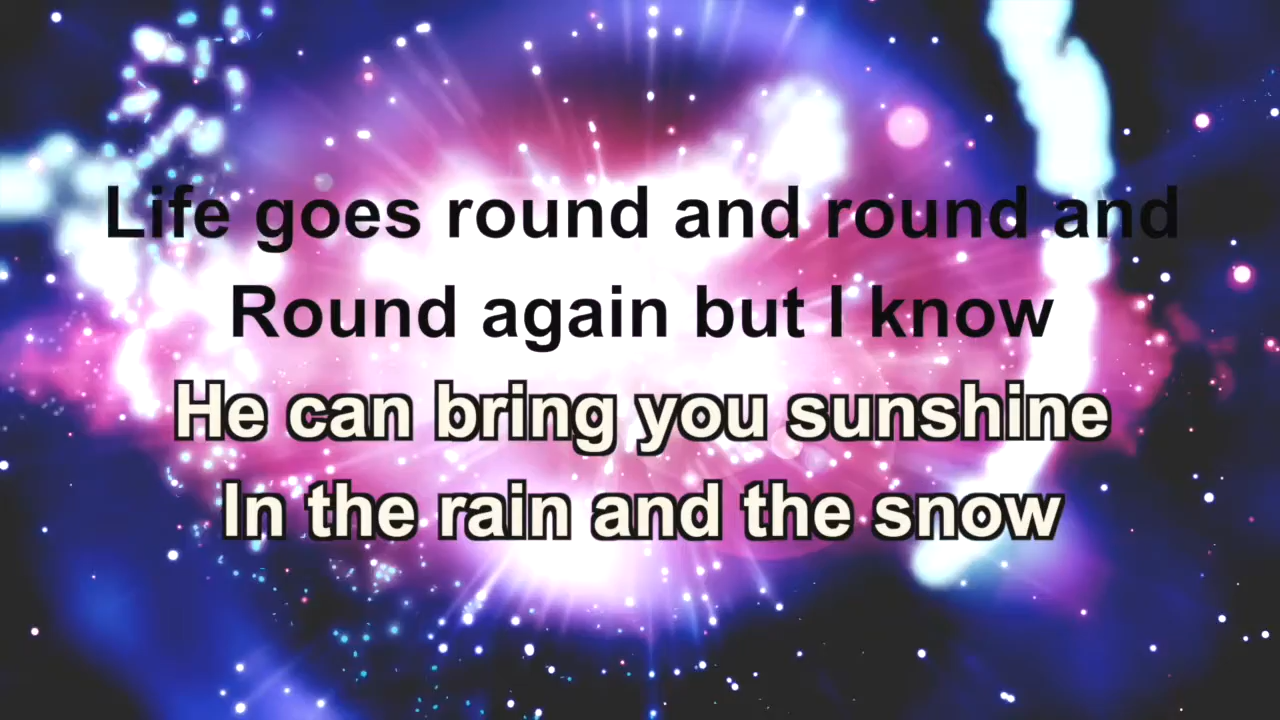 Life goes round and round and
Round again but I know
He can bring you sunshine
In the rain and the snow